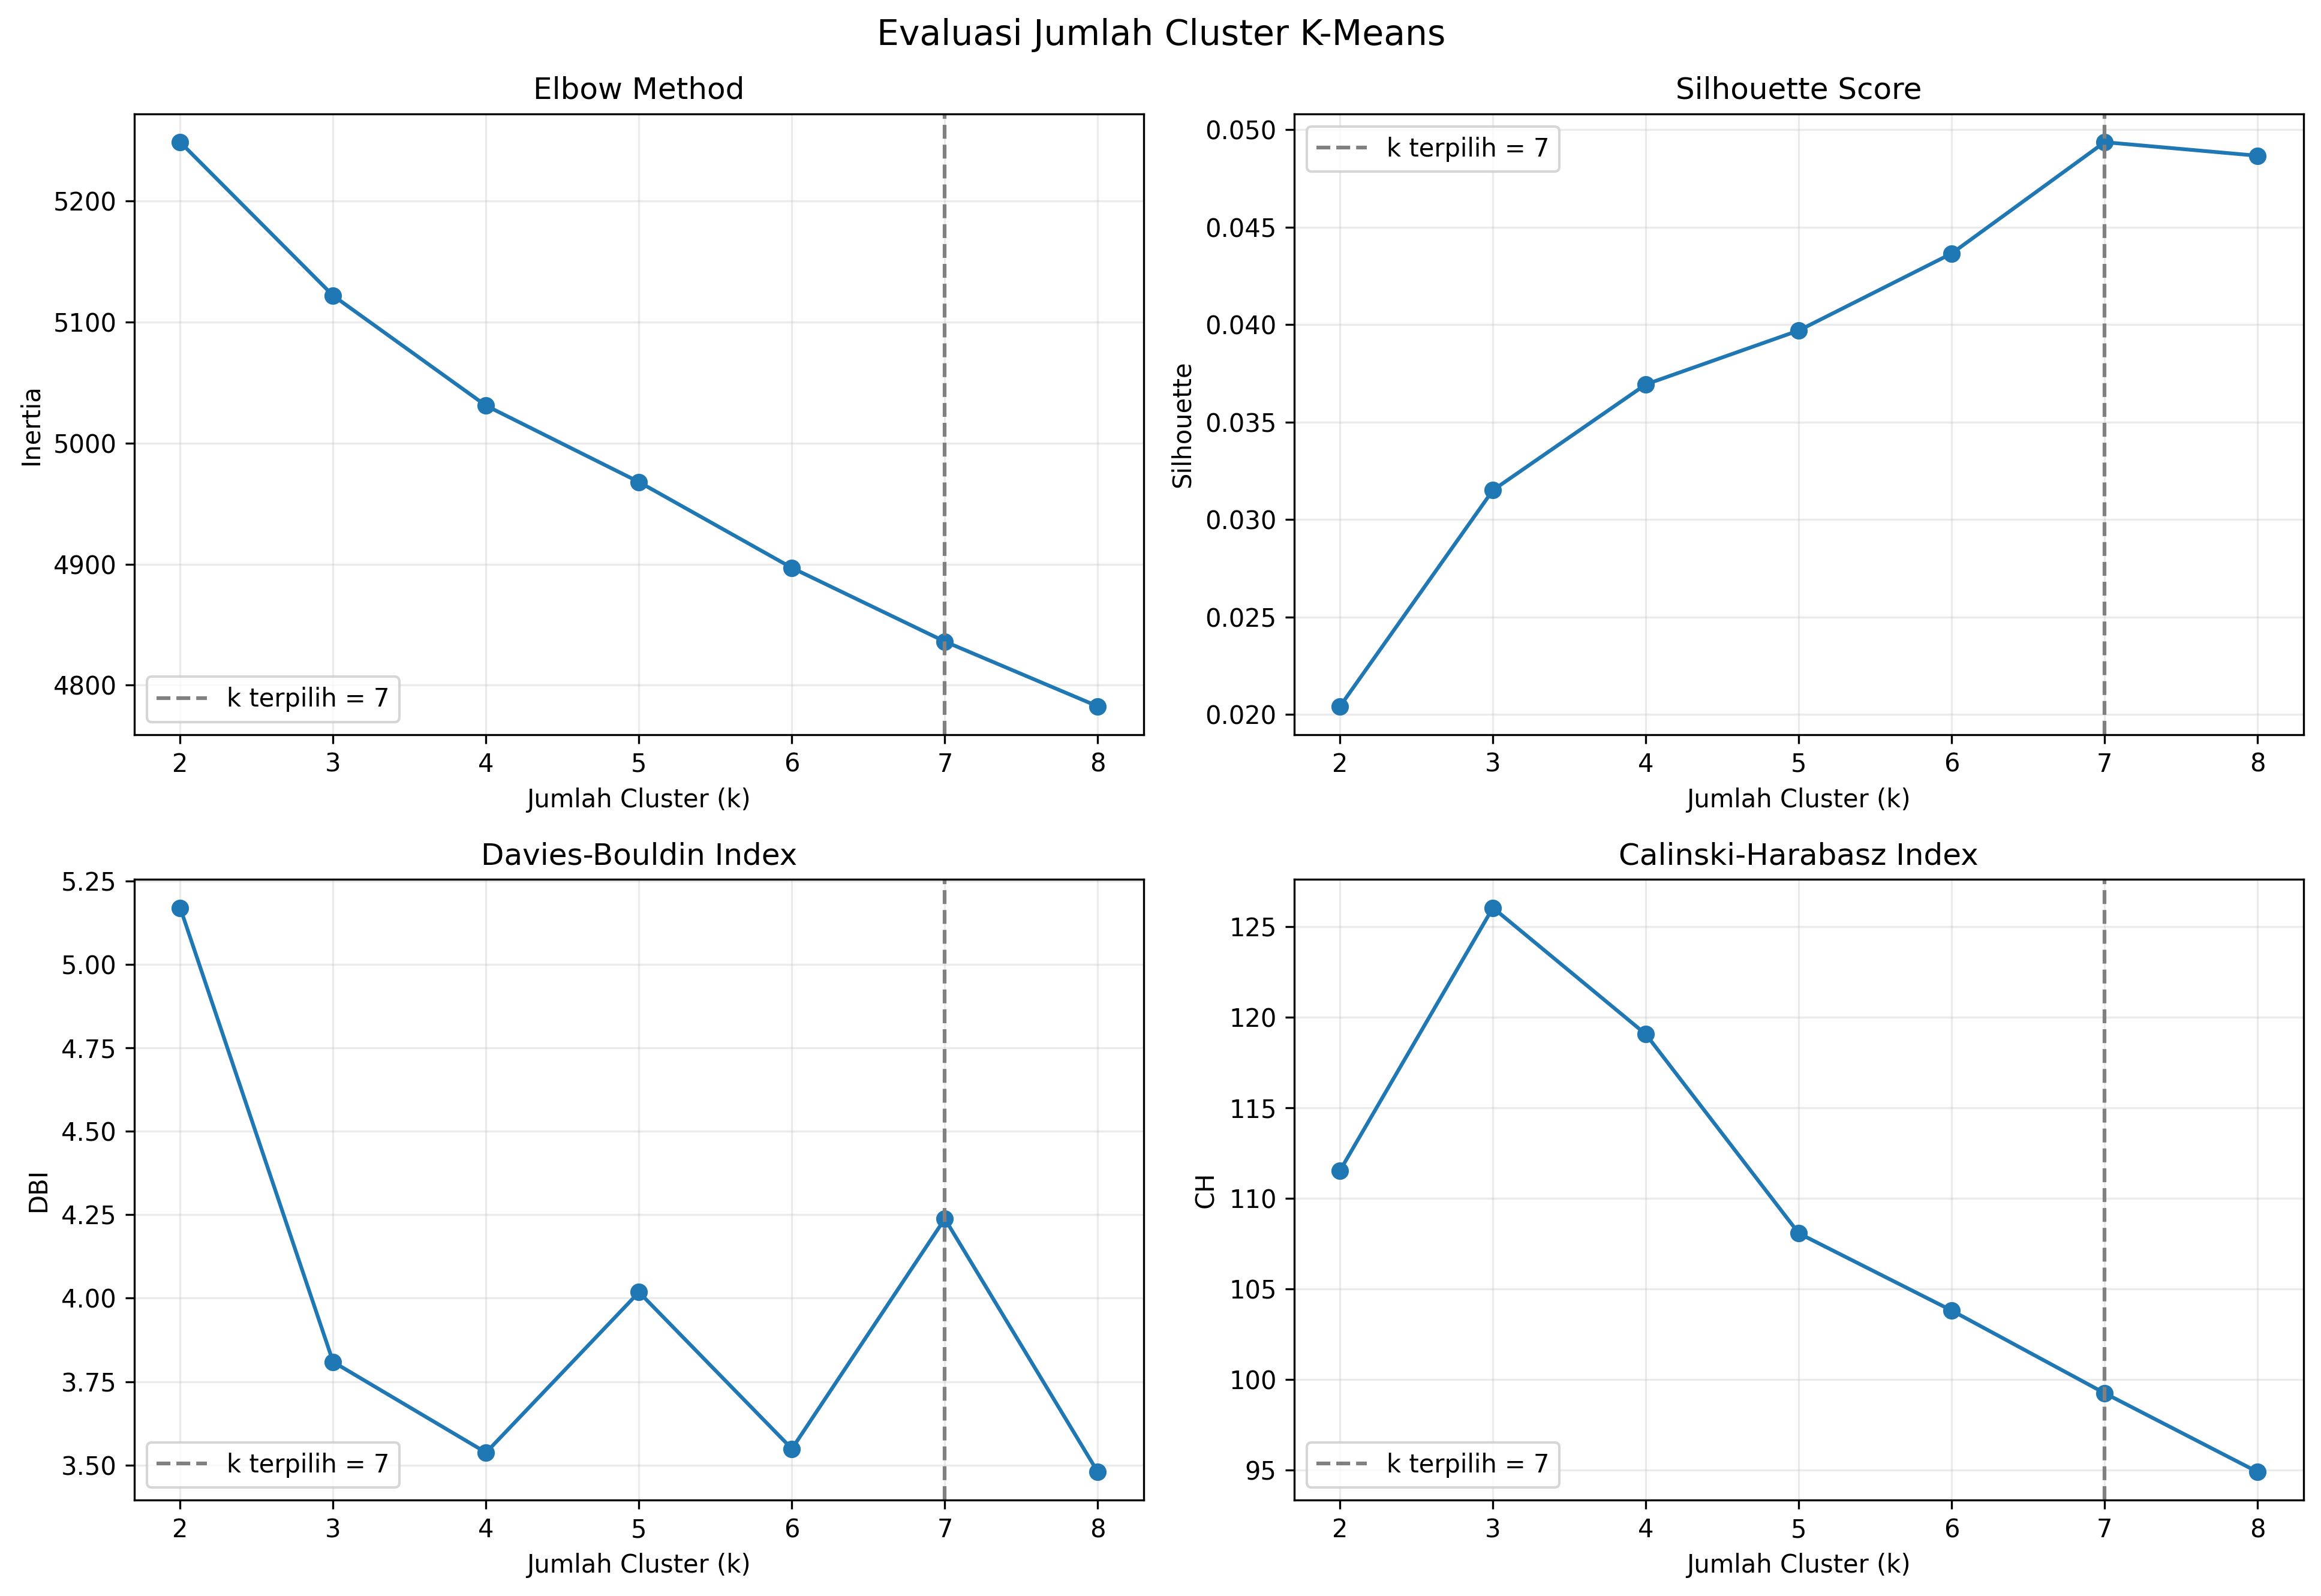 Evaluasi Jumlah Cluster K-Means
Elbow Method
Inertia
5200
5100
5000
4900
4800
k terpilih = 7
2 3 4 5 6 7 8
Jumlah Cluster (k)
Silhouette Score
Silhouette
0.050
0.045
0.040
0.035
0.030
0.025
0.020
k terpilih = 7
2 3 4 5 6 7 8
Jumlah Cluster (k)
Davies-Bouldin Index
DBI
5.25
5.00
4.75
4.50
4.25
4.00
3.75
3.50
k terpilih = 7
2 3 4 5 6 7 8
Jumlah Cluster (k)
Calinski-Harabasz Index
CH
125
120
115
110
105
100
95
k terpilih = 7
2 3 4 5 6 7 8
Jumlah Cluster (k)